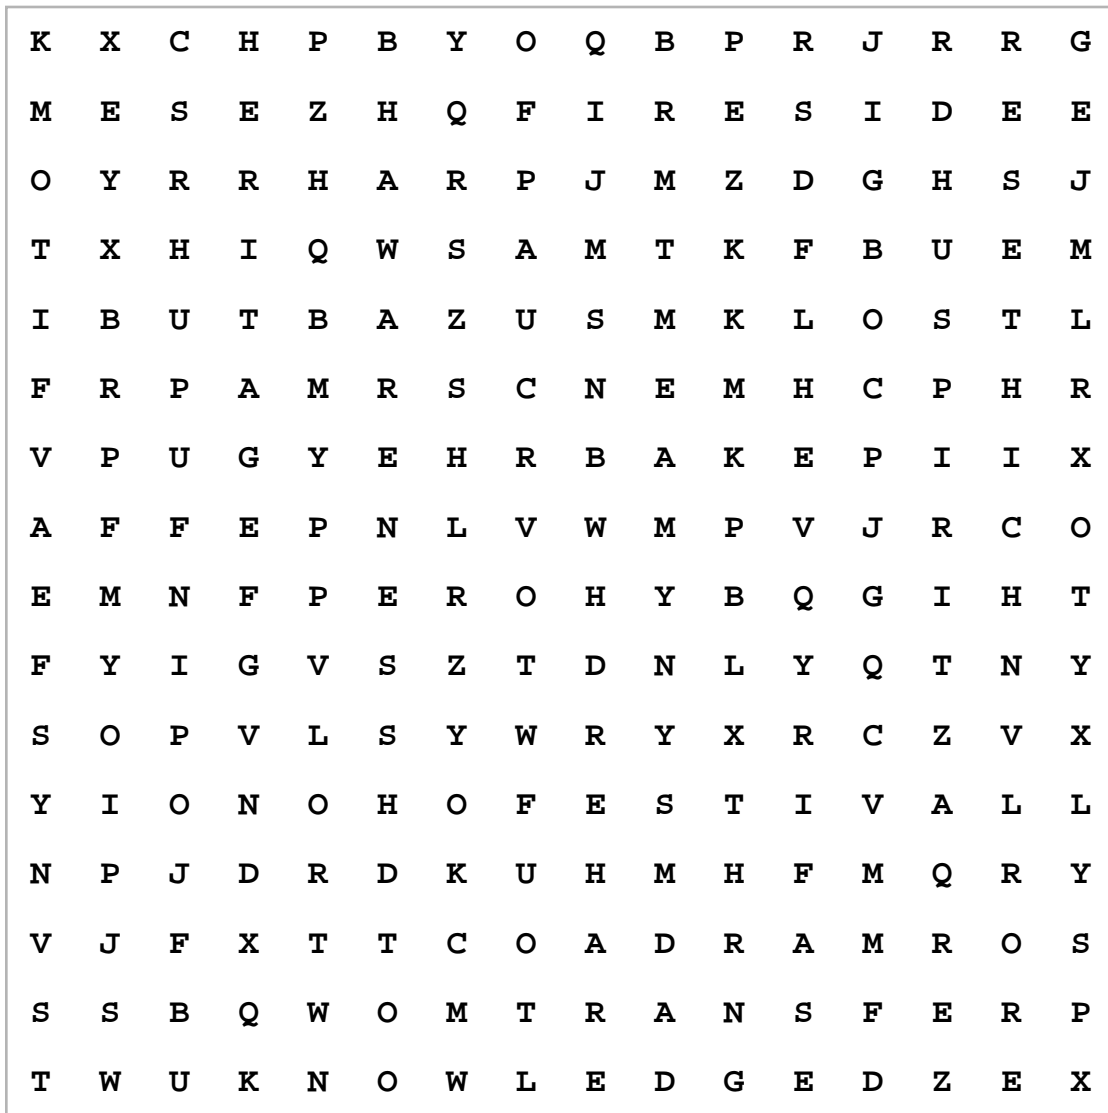 K X C H P B Y O Q B P R J R R G
M E S E Z H Q F I R E S I D E E
O Y R R H A R P J M Z D G H S J
T X H I Q W S A M T K F B U E M
I B U T B A Z U S M K L O S T L
F R P A M R S C N E M H C P H R
V P U G Y E H R B A K E P I I X
A F F E P N L V W M P V J R C O
E M N F P E R O H Y B Q G I H T
F Y I G V S Z T D N L Y Q T N Y
S O P V L S Y W R Y X R C Z V X
Y I O N O H O F E S T I V A L L
N P J D R D K U H M H F M Q R Y
V J F X T T C O A D R A M R O S
S S B Q W O M T R A N S F E R P
T W U K N O W L E D G E D Z E X